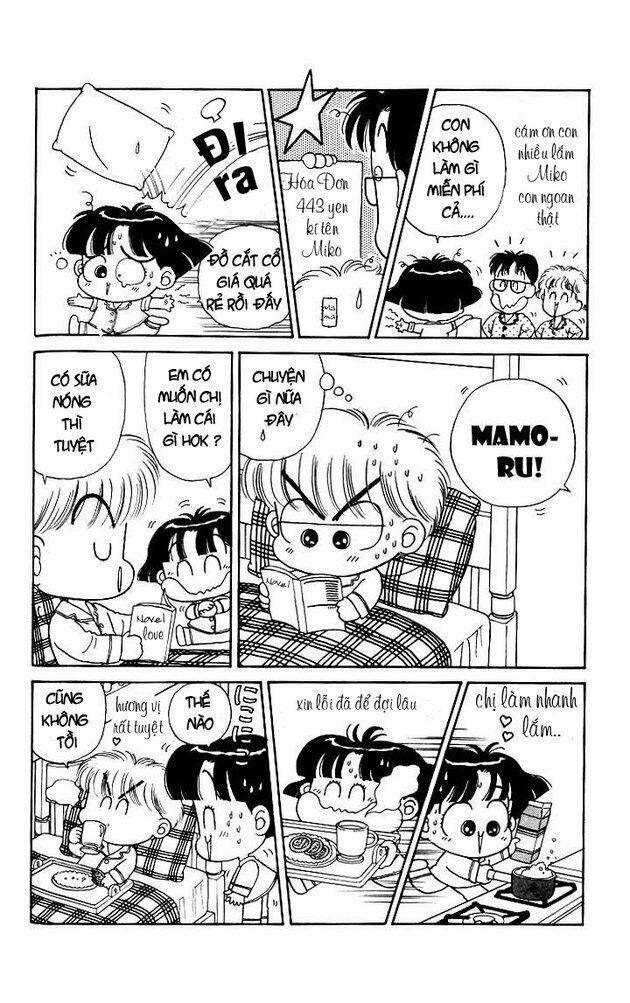 cám ơn con
nhiều lắm
Miko
con ngoan
thật
CON
KHÔNG
LÀM GÌ
MIỄN PHÍ
CẢ....
Hóa Đơn
443 yen
kí tên
Miko
ĐI
ra
ĐỒ CẮT CỔ
GIÁ QUÁ
RẺ RỒI ĐẤY
MAMO-
RU!
CHUYỆN
GÌ NỮA
ĐÂY
Novel
EM CÓ
MUỐN CHỊ
LÀM CÁI
GÌ HOK ?
CÓ SỮA
NÓNG
THÌ
TUYỆT
Novel
love
chị làm nhanh
lắm..
xin lỗi đã để đợi lâu
THẾ
NÀO
hương vị
rất tuyệt
CŨNG
KHÔNG
TỒI